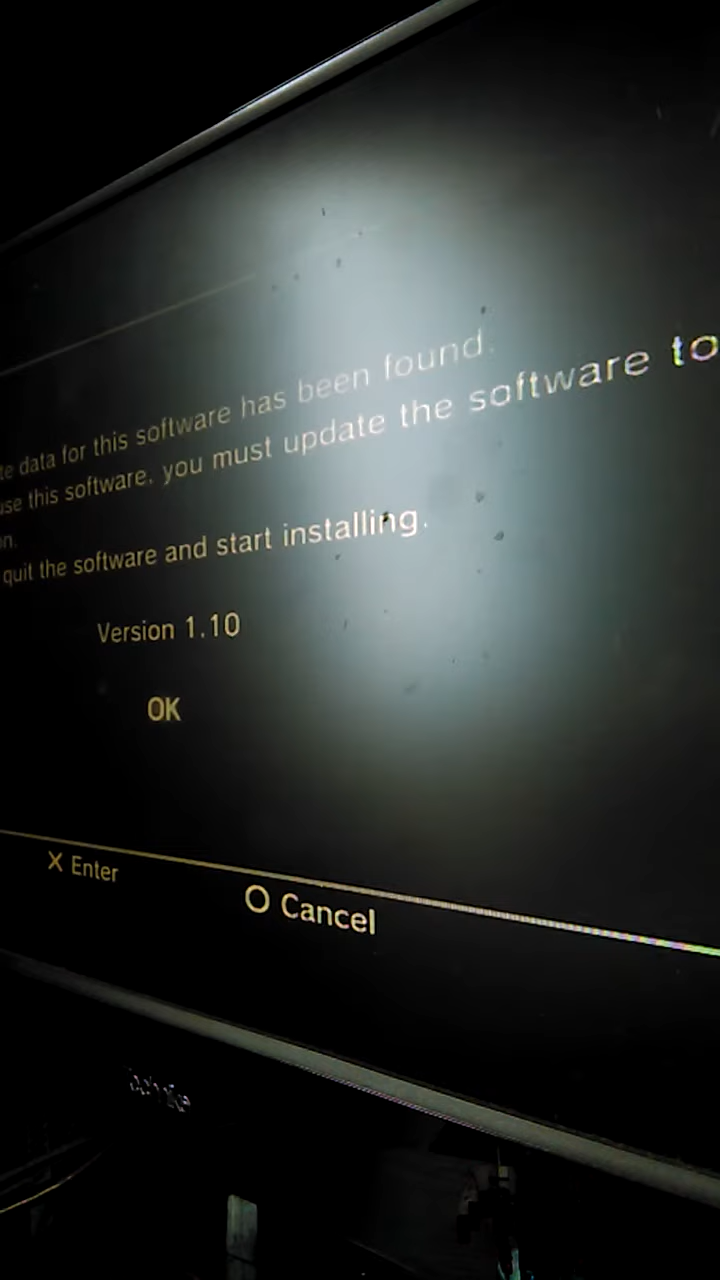 te data for this software has been found.
use this software, you must update the software to
on.
quit the software and start installing.
Version 1.10
OK
X Enter
O Cancel